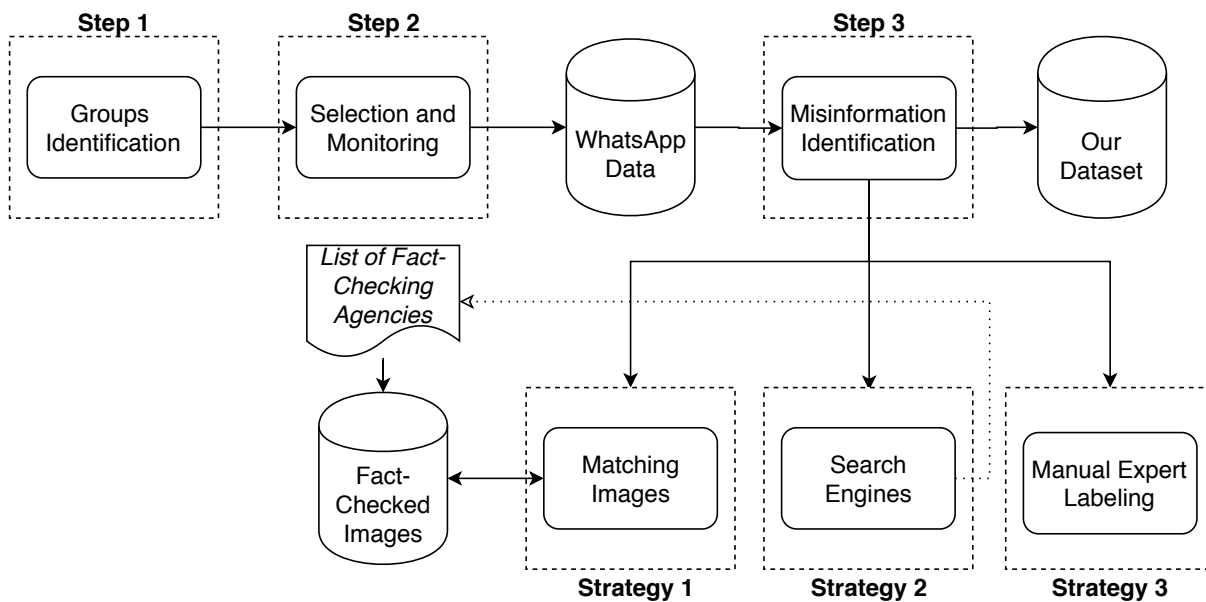 Step 1
Step 2
Step 3
Groups
Identification
Selection and
Monitoring
WhatsApp
Data
Misinformation
Identification
Our
Dataset
List of Fact-
Checking
Agencies
Fact-
Checked
Images
Matching
Images
Search
Engines
Manual Expert
Labeling
Strategy 1
Strategy 2
Strategy 3